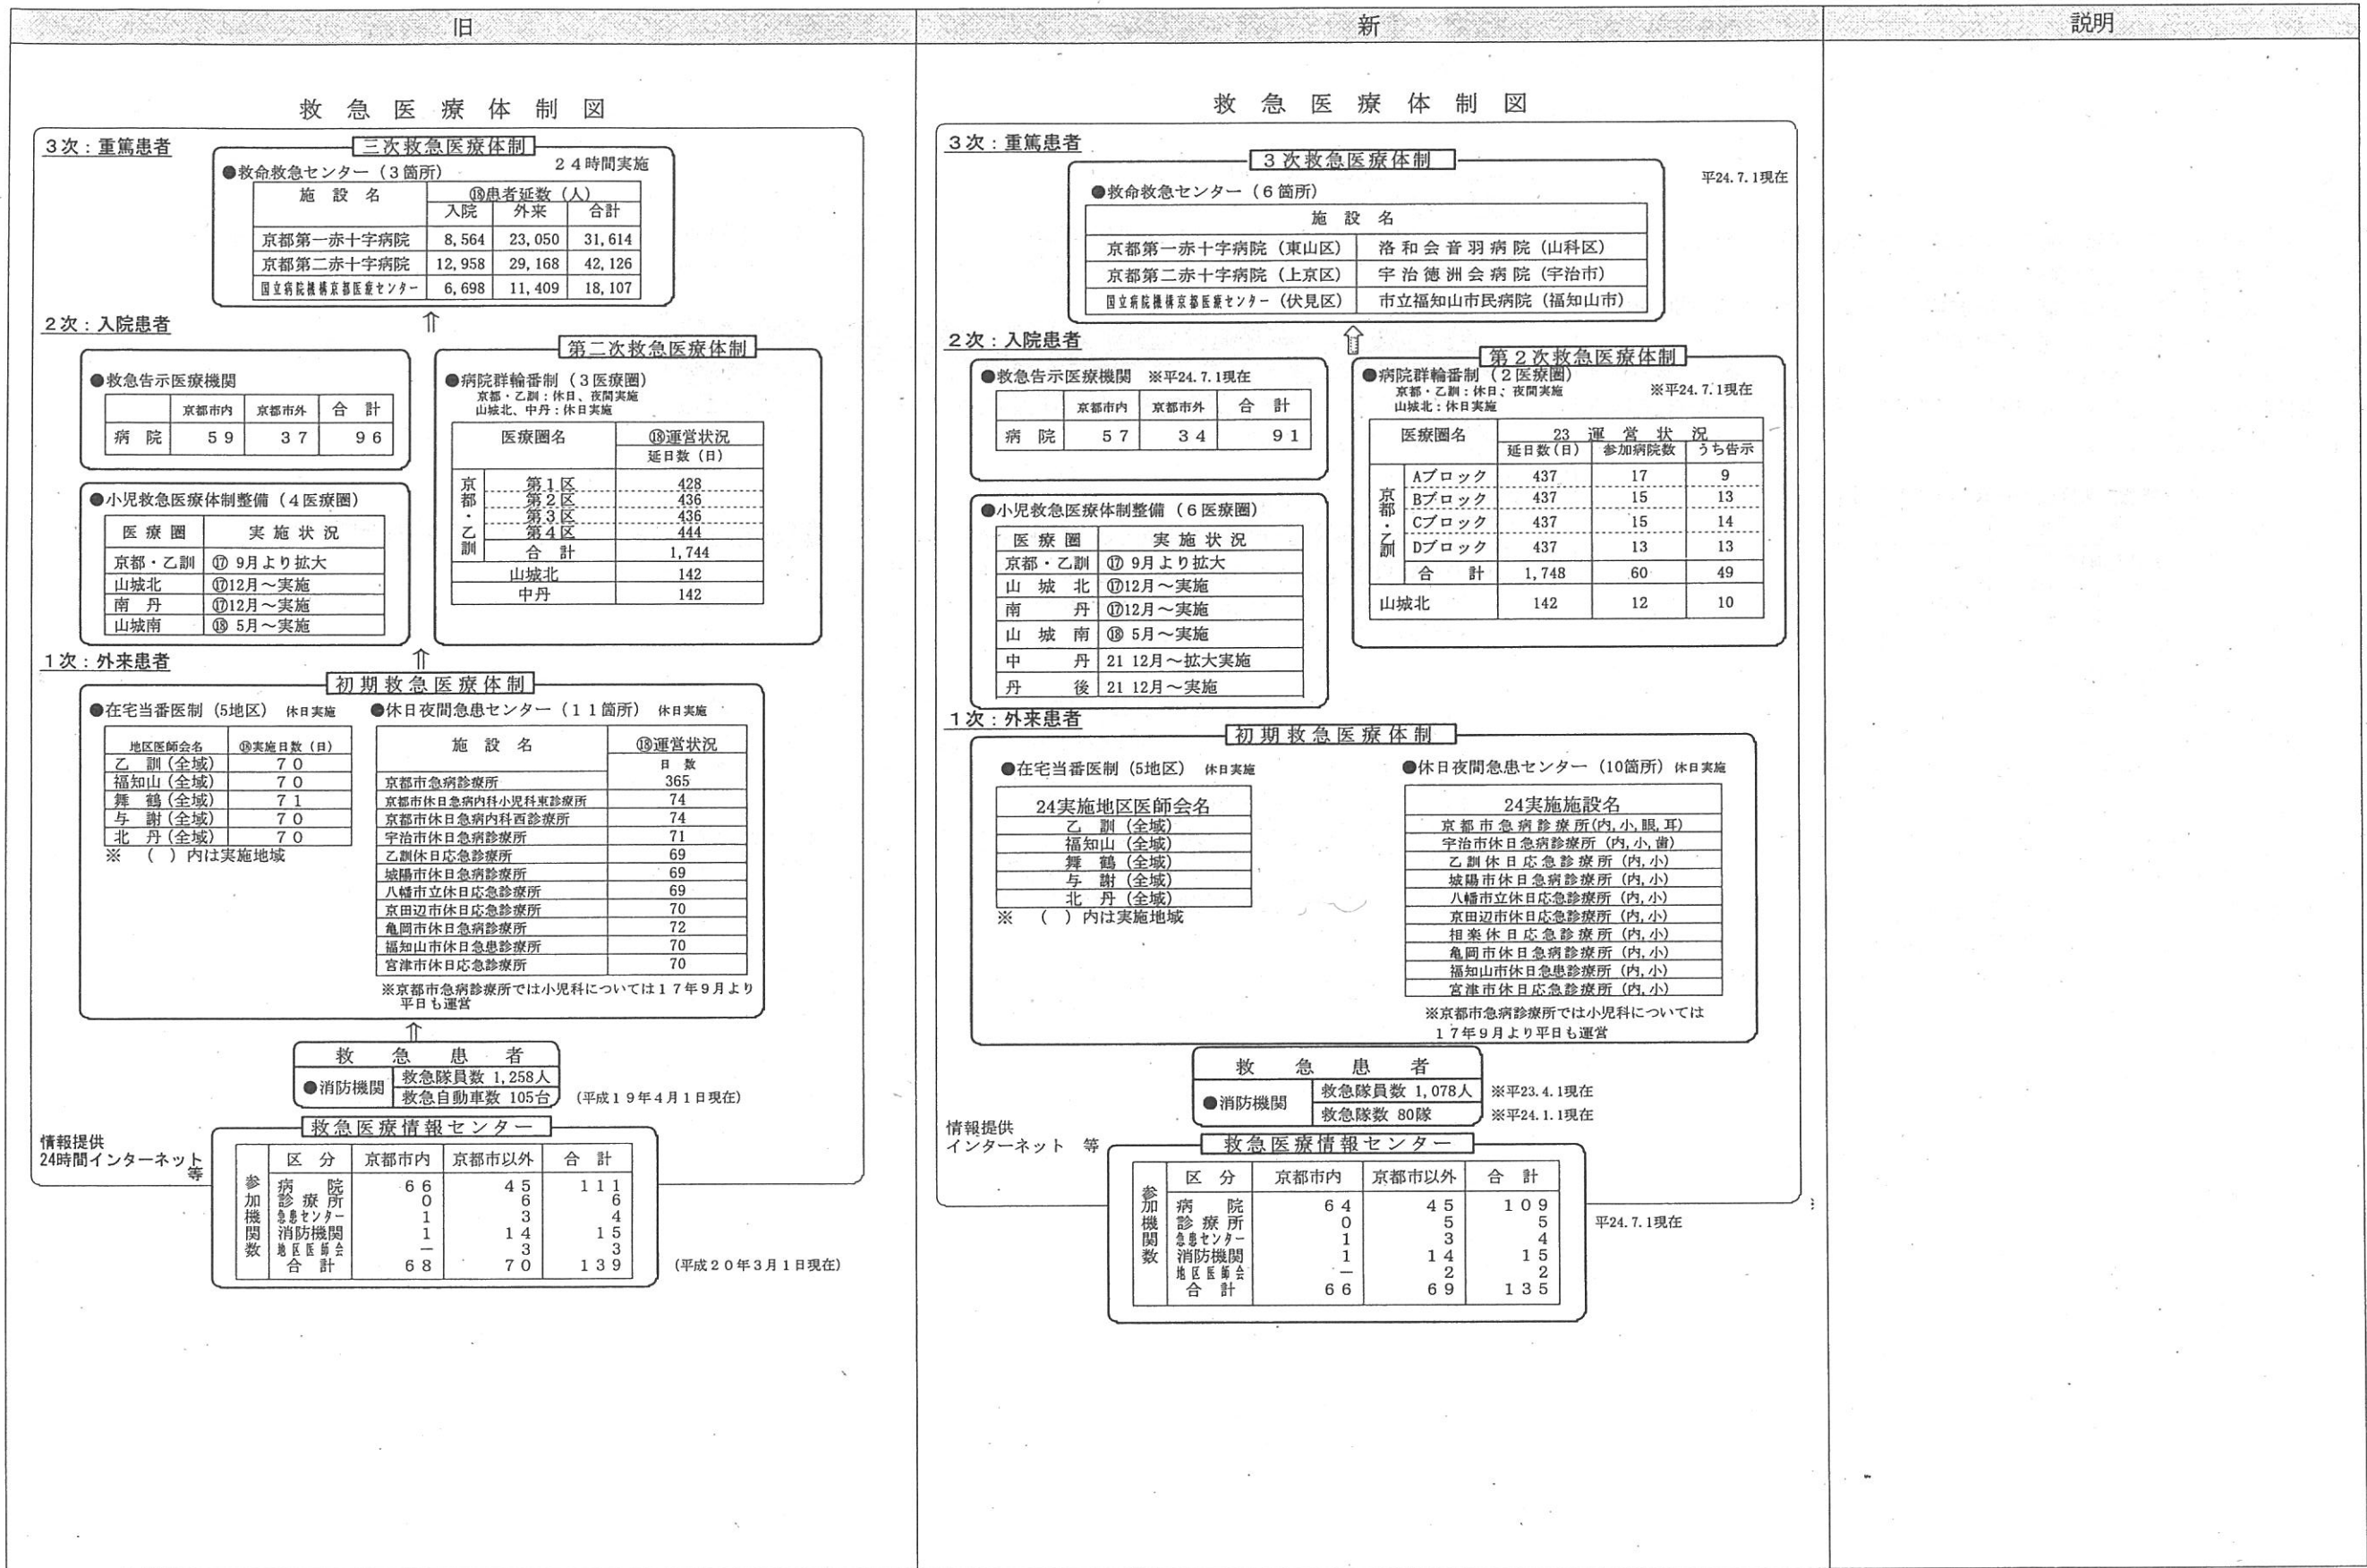 旧 新 説明
救急医療体制図
3次：重篤患者
三次救急医療体制
●救命救急センター（3箇所） 24時間実施
施設名 ⑱患者延数（人）
入院 外来 合計
京都第一赤十字病院 8,564 23,050 31,614
京都第二赤十字病院 12,958 29,168 42,126
国立病院機構京都医療センター 6,698 11,409 18,107
2次：入院患者
⇑
●救急告示医療機関
京都市内 京都市外 合計
病院 59 37 96
●小児救急医療体制整備（4医療圏）
医療圏 実施状況
京都・乙訓 ⑰ 9月より拡大
山城北 ⑰12月～実施
南丹 ⑰12月～実施
山城南 ⑱ 5月～実施
第二次救急医療体制
●病院群輪番制（3医療圏）
京都・乙訓：休日、夜間実施
山城北、中丹：休日実施
医療圏名 ⑱運営状況
延日数（日）
京都・乙訓
第1区 428
第2区 436
第3区 436
第4区 444
合計 1,744
山城北 142
中丹 142
1次：外来患者
⇑
初期救急医療体制
●在宅当番医制（5地区） 休日実施
地区医師会名 ⑱実施日数（日）
乙訓（全域） 70
福知山（全域） 70
舞鶴（全域） 71
与謝（全域） 70
北丹（全域） 70
※ （ ）内は実施地域
●休日夜間急患センター（11箇所） 休日実施
施設名 ⑱運営状況
日数
京都市急病診療所 365
京都市休日急病内科小児科東診療所 74
京都市休日急病内科西診療所 74
宇治市休日急病診療所 71
乙訓休日応急診療所 69
城陽市休日急病診療所 69
八幡市立休日応急診療所 69
京田辺市休日応急診療所 70
亀岡市休日急病診療所 72
福知山市休日急患診療所 70
宮津市休日応急診療所 70
※京都市急病診療所では小児科については17年9月より
平日も運営
⇑
救急患者
●消防機関
救急隊員数 1,258人
救急自動車数 105台
（平成19年4月1日現在）
情報提供
24時間インターネット
等
救急医療情報センター
参加機関数
区分 京都市内 京都市以外 合計
病院 66 45 111
診療所 0 6 6
急患センター 1 3 4
消防機関 1 14 15
地区医師会 － 3 3
合計 68 70 139
（平成20年3月1日現在）
救急医療体制図
3次：重篤患者
3次救急医療体制
平24.7.1現在
●救命救急センター（6箇所）
施設名
京都第一赤十字病院（東山区） 洛和会音羽病院（山科区）
京都第二赤十字病院（上京区） 宇治徳洲会病院（宇治市）
国立病院機構京都医療センター（伏見区） 市立福知山市民病院（福知山市）
2次：入院患者
⇧
●救急告示医療機関 ※平24.7.1現在
京都市内 京都市外 合計
病院 57 34 91
●小児救急医療体制整備（6医療圏）
医療圏 実施状況
京都・乙訓 ⑰ 9月より拡大
山城北 ⑰12月～実施
南丹 ⑰12月～実施
山城南 ⑱ 5月～実施
中丹 21 12月～拡大実施
丹後 21 12月～実施
第2次救急医療体制
●病院群輪番制（2医療圏）
京都・乙訓：休日、夜間実施 ※平24.7.1現在
山城北：休日実施
医療圏名 23 運営状況
延日数(日) 参加病院数 うち告示
京都・乙訓
Aブロック 437 17 9
Bブロック 437 15 13
Cブロック 437 15 14
Dブロック 437 13 13
合計 1,748 60 49
山城北 142 12 10
1次：外来患者
初期救急医療体制
●在宅当番医制（5地区） 休日実施
24実施地区医師会名
乙訓（全域）
福知山（全域）
舞鶴（全域）
与謝（全域）
北丹（全域）
※ （ ）内は実施地域
●休日夜間急患センター（10箇所）休日実施
24実施施設名
京都市急病診療所(内,小,眼,耳)
宇治市休日急病診療所（内,小,歯）
乙訓休日応急診療所（内,小）
城陽市休日急病診療所（内,小）
八幡市立休日応急診療所（内,小）
京田辺市休日応急診療所（内,小）
相楽休日応急診療所（内,小）
亀岡市休日急病診療所（内,小）
福知山市休日急患診療所（内,小）
宮津市休日応急診療所（内,小）
※京都市急病診療所では小児科については
17年9月より平日も運営
救急患者
●消防機関
救急隊員数 1,078人 ※平23.4.1現在
救急隊数 80隊 ※平24.1.1現在
情報提供
インターネット 等
救急医療情報センター
参加機関数
区分 京都市内 京都市以外 合計
病院 64 45 109
診療所 0 5 5
急患センター 1 3 4
消防機関 1 14 15
地区医師会 － 2 2
合計 66 69 135
平24.7.1現在